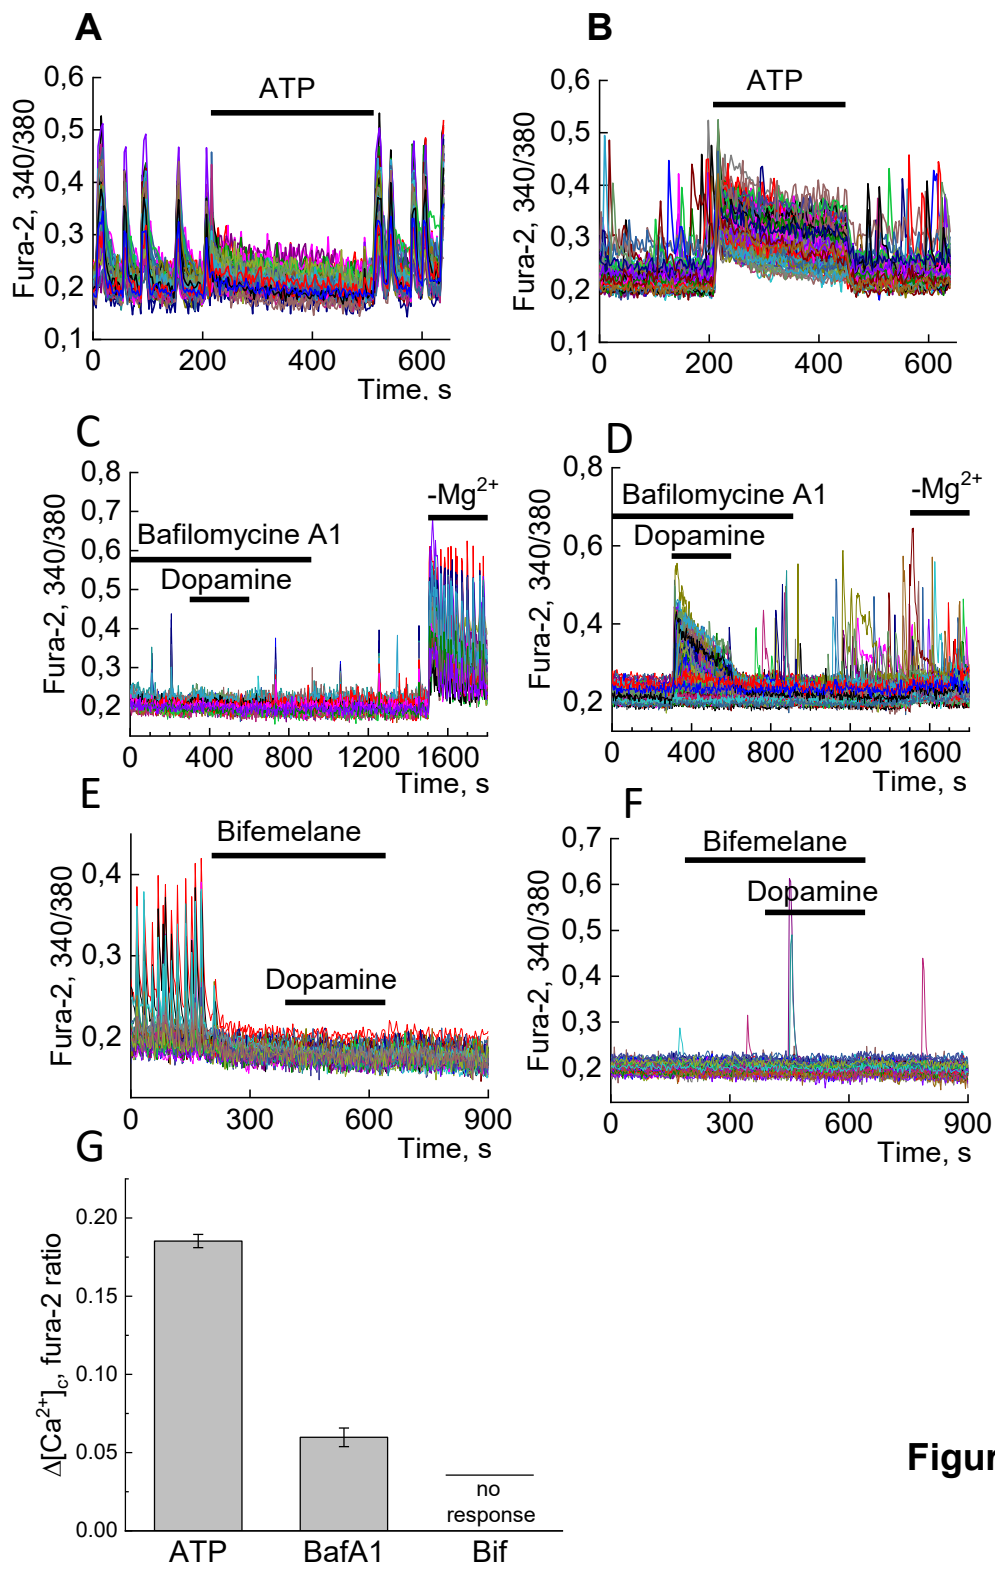 A
B
0,6
0,5
0,4
0,3
0,2
0,1
Fura-2, 340/380
ATP
0 200 400 600
Time, s
0,6
0,5
0,4
0,3
0,2
0,1
Fura-2, 340/380
ATP
0 200 400 600
Time, s
C
0,8
0,7
0,6
0,5
0,4
0,3
0,2
Fura-2, 340/380
-Mg2+
Bafilomycine A1
Dopamine
0 400 800 1200 1600
Time, s
D
0,8
0,6
0,4
0,2
Fura-2, 340/380
Bafilomycine A1
-Mg2+
Dopamine
0 400 800 1200 1600
Time, s
E
0,4
0,3
0,2
Fura-2, 340/380
Bifemelane
Dopamine
0 300 600 900
Time, s
F
0,7
0,6
0,5
0,4
0,3
0,2
Fura-2, 340/380
Bifemelane
Dopamine
0 300 600 900
Time, s
G
0.20
0.15
0.10
0.05
0.00
Δ[Ca2+]c, fura-2 ratio
no
response
ATP BafA1 Bif
Figur